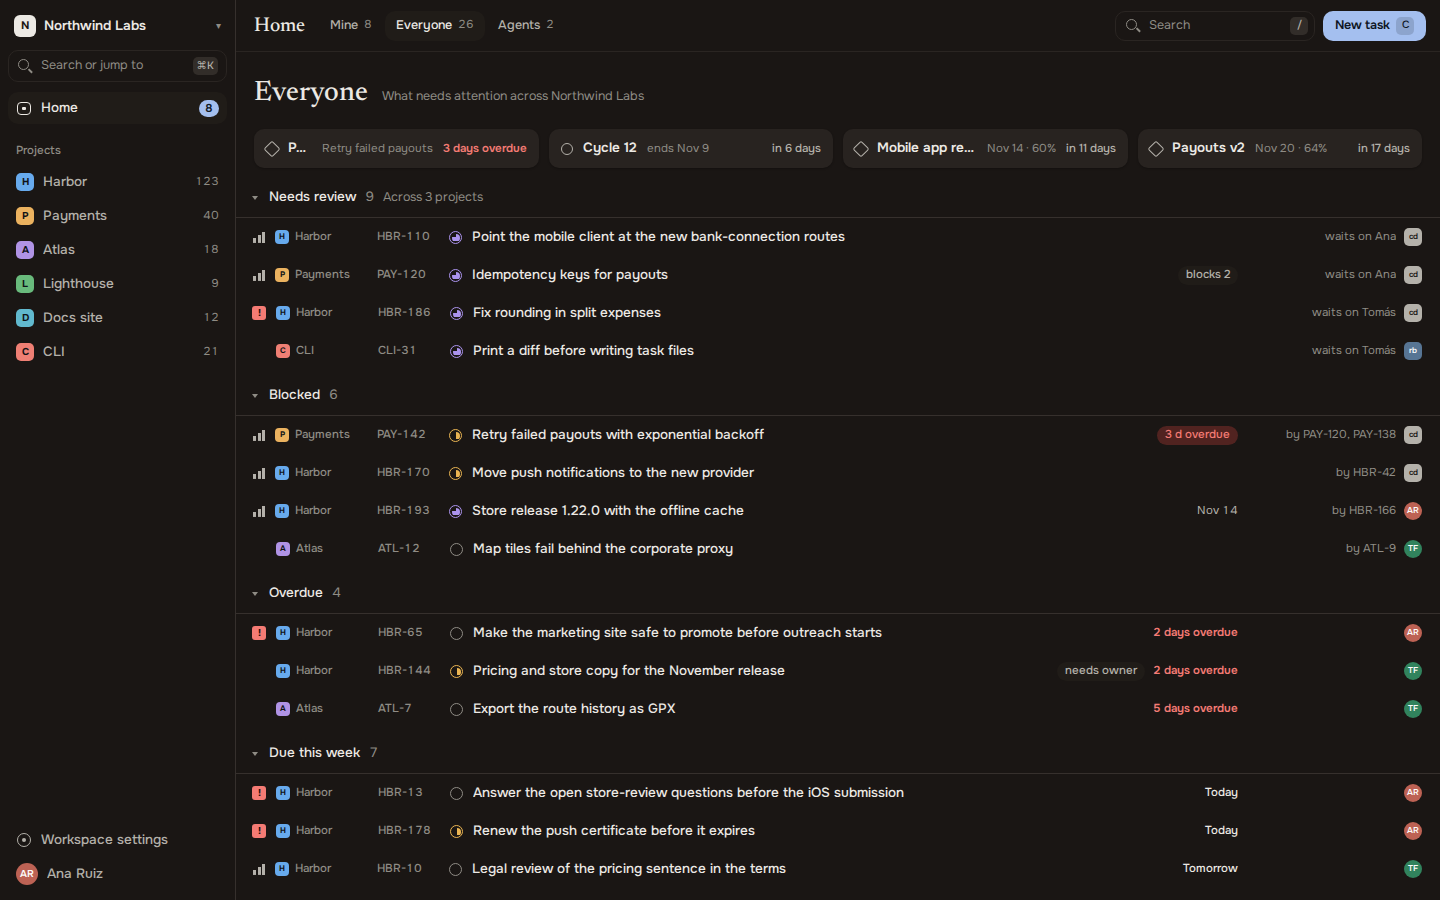 N Northwind Labs
Search or jump to ⌘K
Home 8
Projects
H Harbor 123
P Payments 40
A Atlas 18
L Lighthouse 9
D Docs site 12
C CLI 21
Workspace settings
AR Ana Ruiz
Home Mine 8 Everyone 26 Agents 2 Search / New task C
Everyone What needs attention across Northwind Labs
P... Retry failed payouts 3 days overdue
Cycle 12 ends Nov 9 in 6 days
Mobile app re... Nov 14 · 60% in 11 days
Payouts v2 Nov 20 · 64% in 17 days
Needs review 9 Across 3 projects
H Harbor HBR-110 Point the mobile client at the new bank-connection routes waits on Ana cd
P Payments PAY-120 Idempotency keys for payouts blocks 2 waits on Ana cd
! H Harbor HBR-186 Fix rounding in split expenses waits on Tomás cd
C CLI CLI-31 Print a diff before writing task files waits on Tomás rb
Blocked 6
P Payments PAY-142 Retry failed payouts with exponential backoff 3 d overdue by PAY-120, PAY-138 cd
H Harbor HBR-170 Move push notifications to the new provider by HBR-42 cd
H Harbor HBR-193 Store release 1.22.0 with the offline cache Nov 14 by HBR-166 AR
A Atlas ATL-12 Map tiles fail behind the corporate proxy by ATL-9 TF
Overdue 4
! H Harbor HBR-65 Make the marketing site safe to promote before outreach starts 2 days overdue AR
H Harbor HBR-144 Pricing and store copy for the November release needs owner 2 days overdue TF
A Atlas ATL-7 Export the route history as GPX 5 days overdue TF
Due this week 7
! H Harbor HBR-13 Answer the open store-review questions before the iOS submission Today AR
! H Harbor HBR-178 Renew the push certificate before it expires Today AR
H Harbor HBR-10 Legal review of the pricing sentence in the terms Tomorrow TF